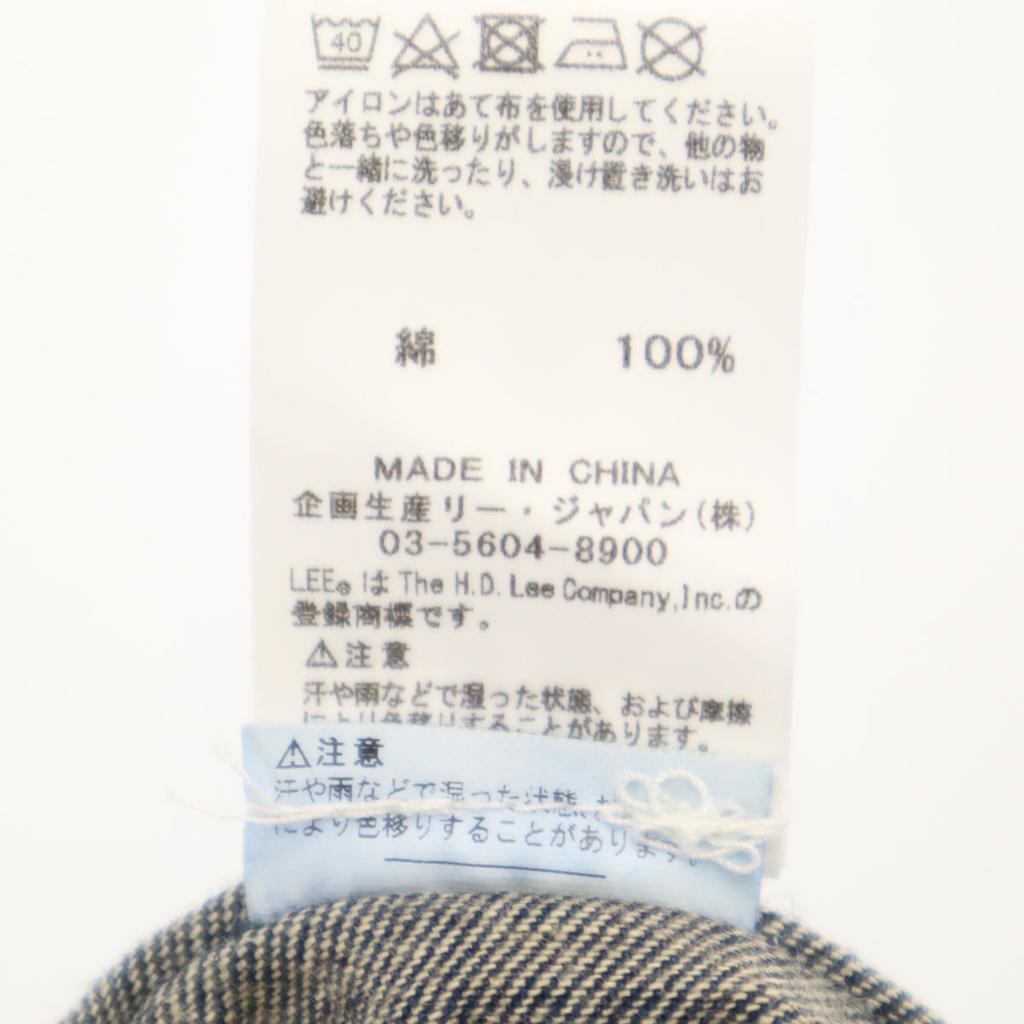 40
アイロンはあて布を使用してください。
色落ちや色移りがしますので、他の物
と一緒に洗ったり、浸け置き洗いはお
避けください。
綿 100%
MADE IN CHINA
企画生産リー・ジャパン(株)
03-5604-8900
LEE® は The H.D. Lee Company,Inc.の
登録商標です。
⚠注意
汗や雨などで湿った状態、および摩擦
により色移りすることがあります。
⚠注意
汗や雨などで湿った状態、
により色移りすることがあります。